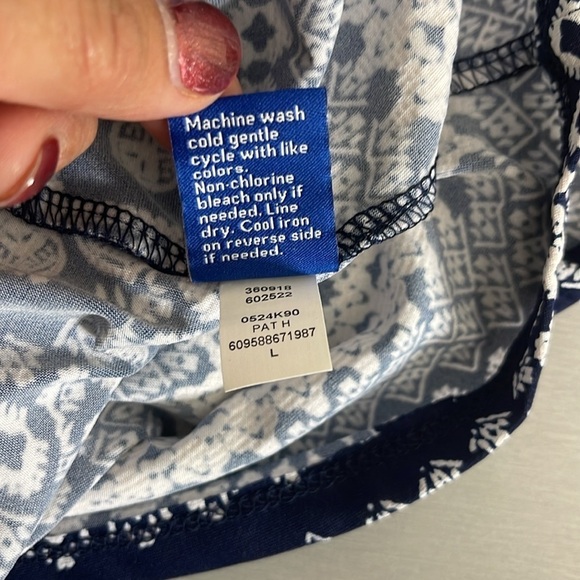 Machine wash
cold gentle
cycle with like
colors.
Non-chlorine
bleach only if
needed. Line
dry. Cool iron
on reverse side
if needed.
360918
602522
0524K90
PAT H
609588671987
L